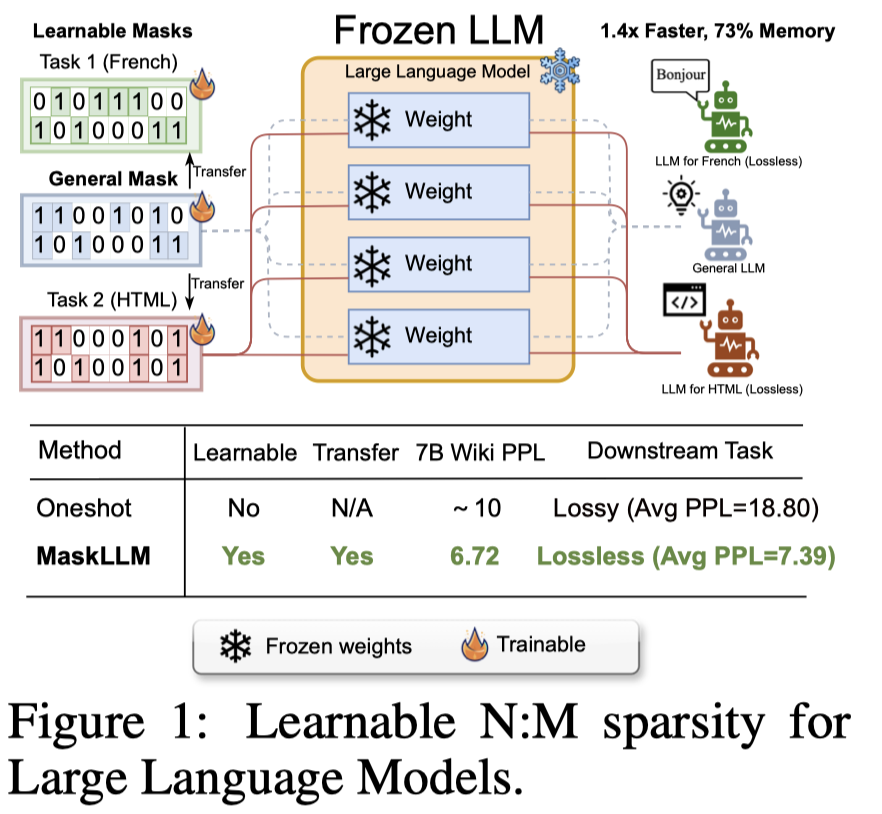 Learnable Masks
Frozen LLM
1.4x Faster, 73% Memory
Task 1 (French)
0 1 0 1 1 1 0 0
1 0 1 0 0 0 1 1
Transfer
General Mask
1 1 0 0 1 0 1 0
1 0 1 0 0 0 1 1
Transfer
Task 2 (HTML)
1 1 0 0 0 1 0 1
1 0 1 0 0 1 0 1
Large Language Model
Weight
Weight
Weight
Weight
Bonjour
LLM for French (Lossless)
General LLM
</>
LLM for HTML (Lossless)
Method Learnable Transfer 7B Wiki PPL Downstream Task
Oneshot No N/A ~ 10 Lossy (Avg PPL=18.80)
MaskLLM Yes Yes 6.72 Lossless (Avg PPL=7.39)
Frozen weights Trainable
Figure 1: Learnable N:M sparsity for
Large Language Models.